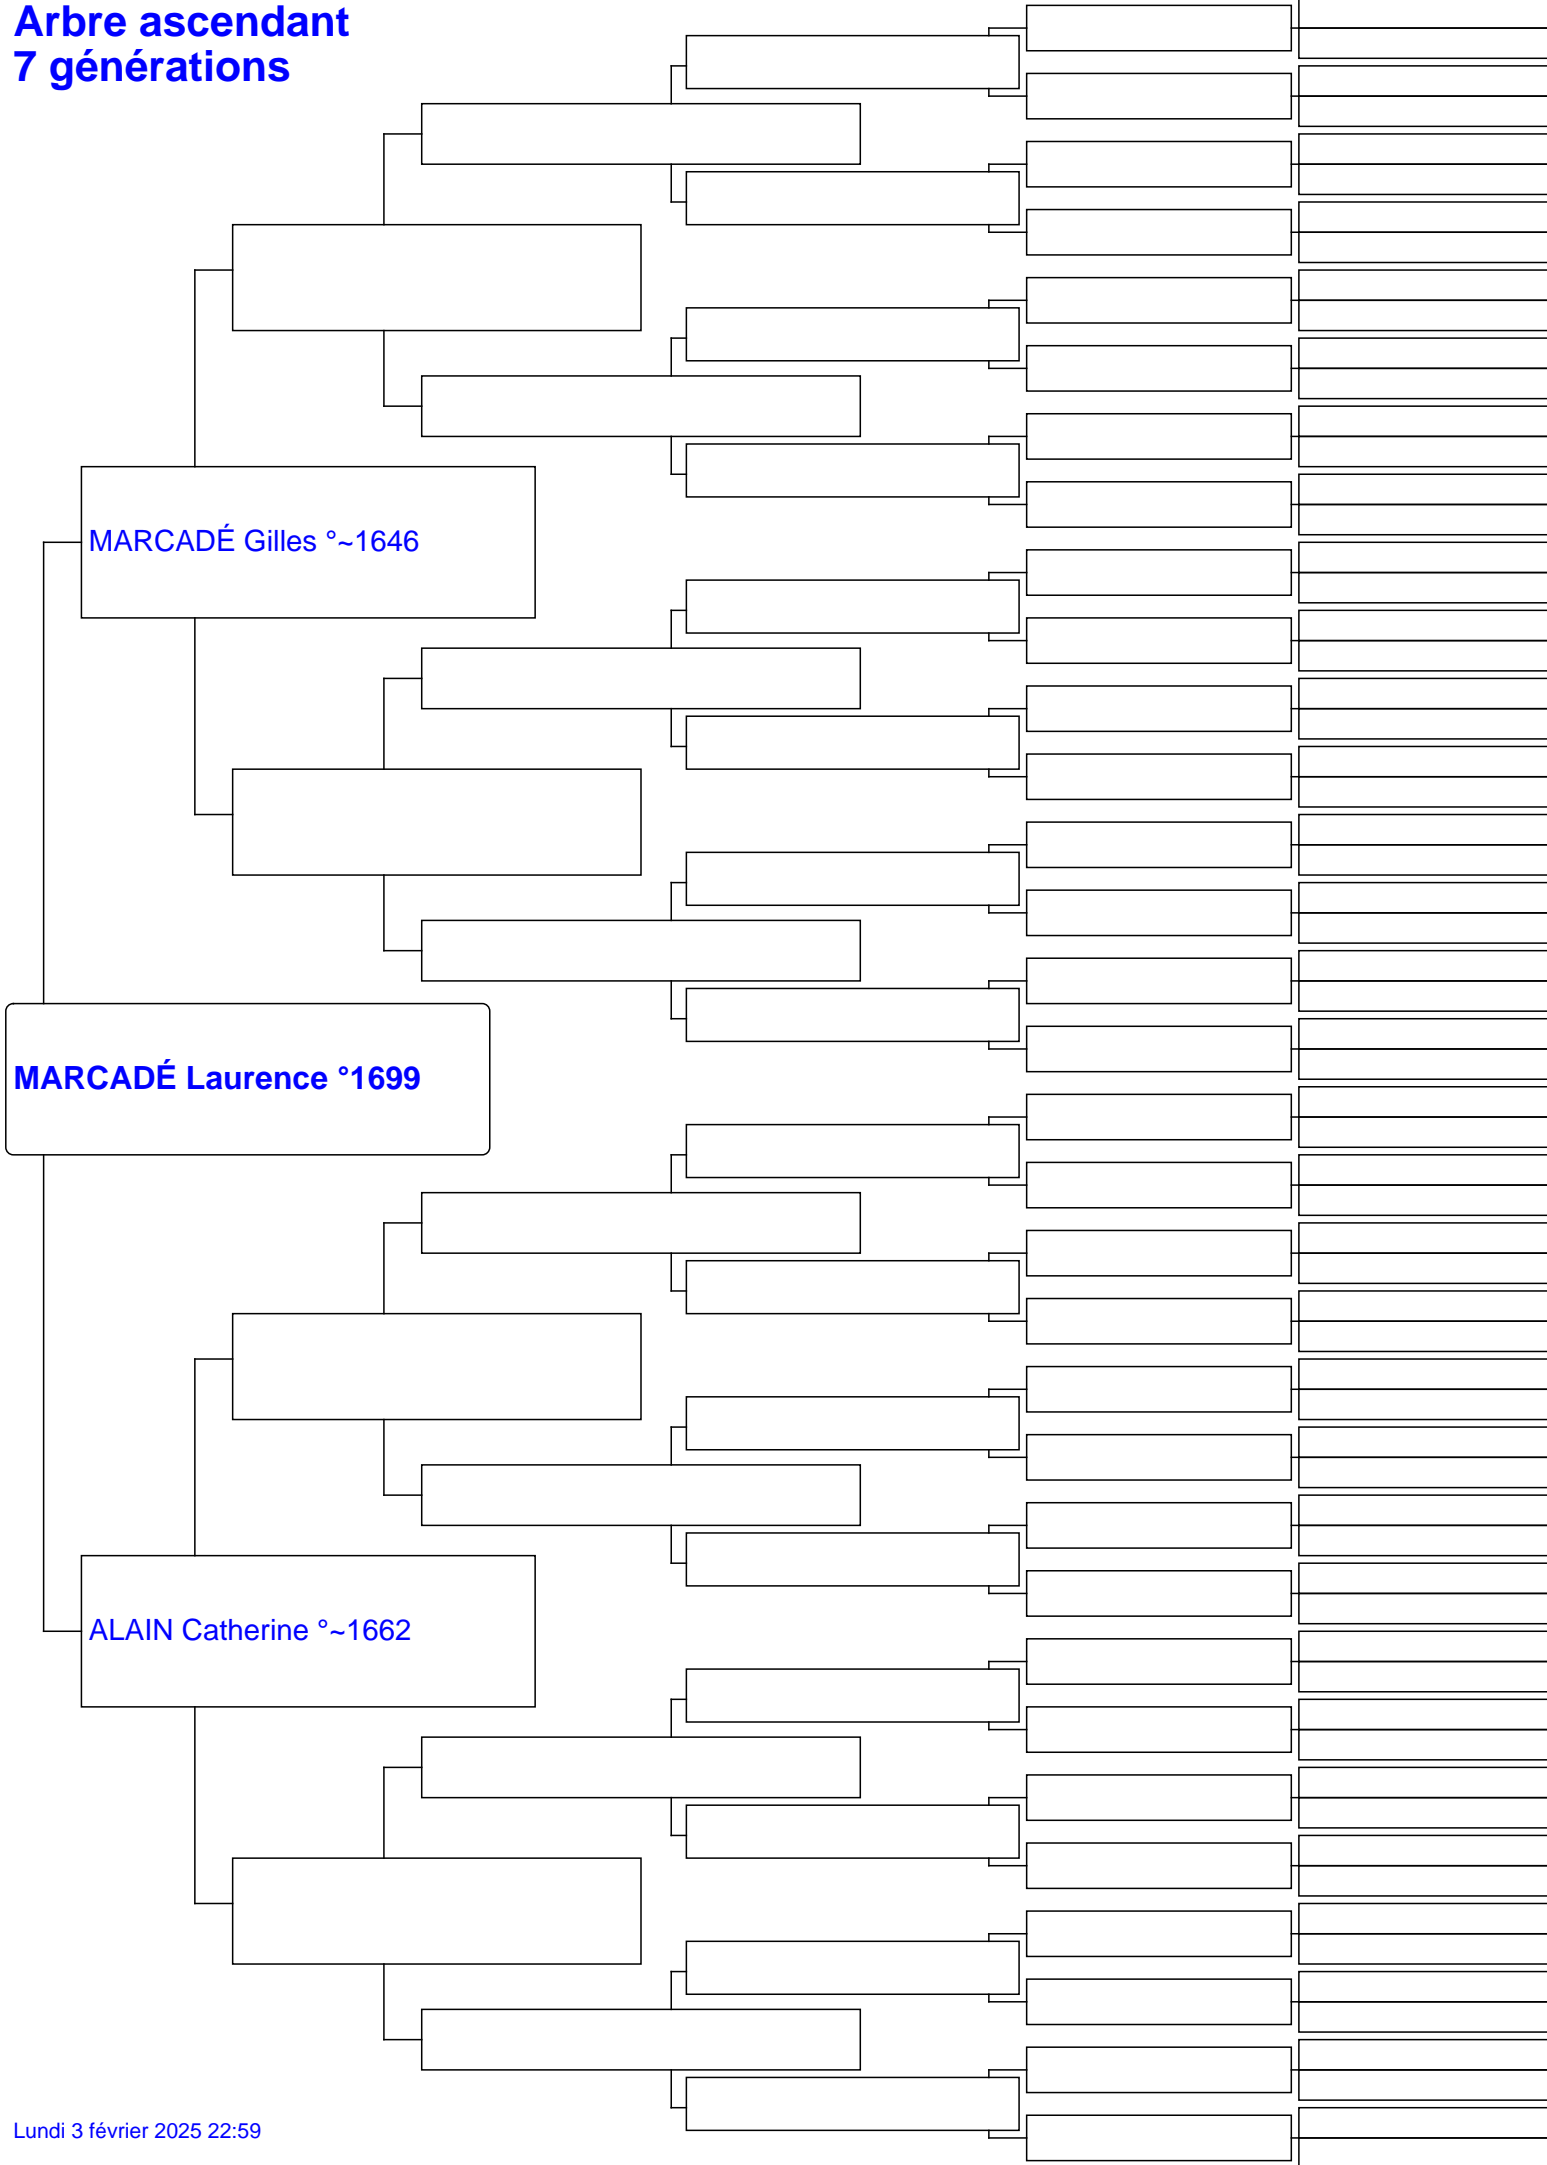 Arbre ascendant
7 générations
MARCADÉ Gilles °~1646
MARCADÉ Laurence °1699
ALAIN Catherine °~1662
Lundi 3 février 2025 22:59